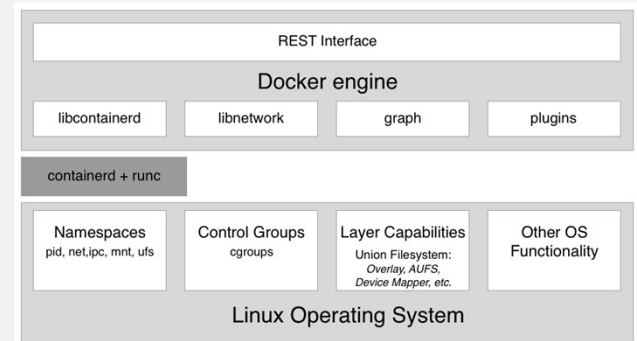 REST Interface
Docker engine
libcontainerd
libnetwork
graph
plugins
containerd + runc
Namespaces
pid, net,ipc, mnt, ufs
Control Groups
cgroups
Layer Capabilities
Union Filesystem:
Overlay, AUFS,
Device Mapper, etc.
Other OS
Functionality
Linux Operating System